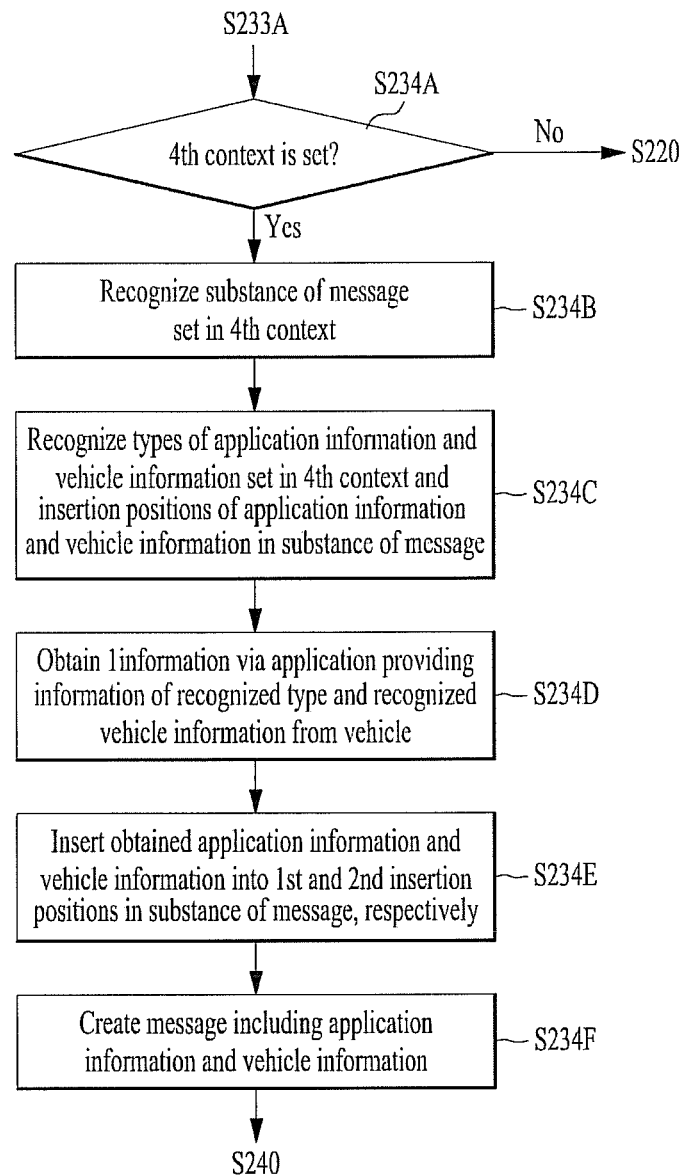 S233A
S234A
4th context is set?
No
S220
Yes
Recognize substance of message
set in 4th context
S234B
Recognize types of application information and
vehicle information set in 4th context and
insertion positions of application information
and vehicle information in substance of message
S234C
Obtain 1information via application providing
information of recognized type and recognized
vehicle information from vehicle
S234D
Insert obtained application information and
vehicle information into 1st and 2nd insertion
positions in substance of message, respectively
S234E
Create message including application
information and vehicle information
S234F
S240